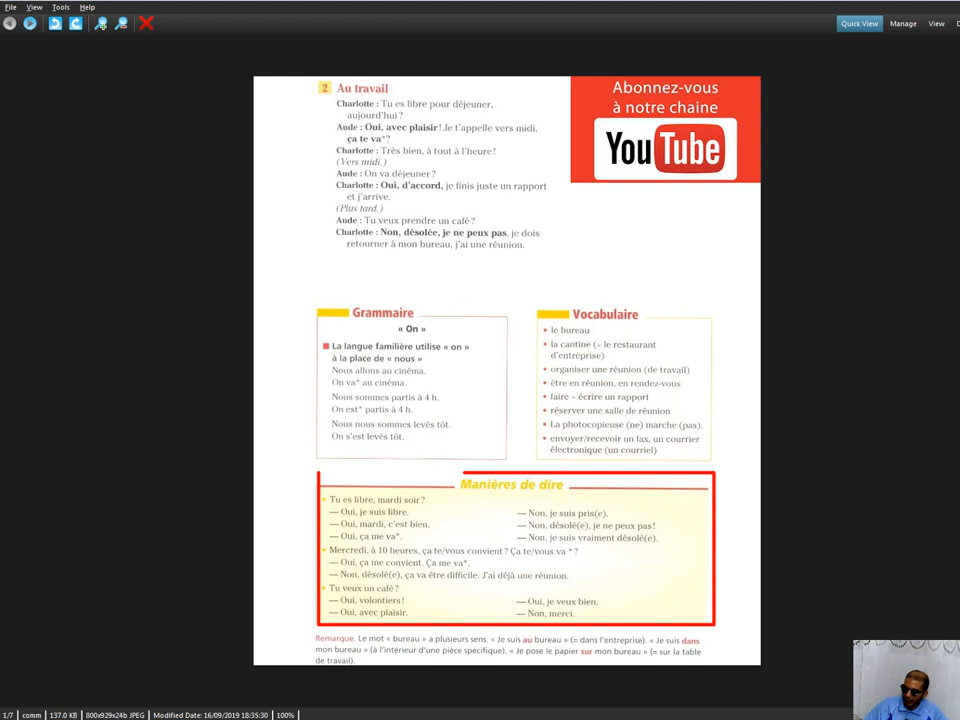 File View Tools Help
Quick View Manage View
2 Au travail
Charlotte : Tu es libre pour déjeuner,
aujourd'hui ?
Aude : Oui, avec plaisir ! Je t'appelle vers midi,
ça te va* ?
Charlotte : Très bien, à tout à l'heure !
(Vers midi.)
Aude : On va déjeuner ?
Charlotte : Oui, d'accord, je finis juste un rapport
et j'arrive.
(Plus tard.)
Aude : Tu veux prendre un café ?
Charlotte : Non, désolée, je ne peux pas, je dois
retourner à mon bureau, j'ai une réunion.
Abonnez-vous
à notre chaine
YouTube
Grammaire
« On »
La langue familière utilise « on »
à la place de « nous »
Nous allons au cinéma.
On va* au cinéma.
Nous sommes partis à 4 h.
On est* partis à 4 h.
Nous nous sommes levés tôt.
On s'est levés tôt.
Vocabulaire
• le bureau
• la cantine (= le restaurant
d'entreprise)
• organiser une réunion (de travail)
• être en réunion, en rendez-vous
• faire = écrire un rapport
• réserver une salle de réunion
• La photocopieuse (ne) marche (pas).
• envoyer/recevoir un fax, un courrier
électronique (un courriel)
Manières de dire
• Tu es libre, mardi soir ?
— Oui, je suis libre.
— Oui, mardi, c'est bien.
— Oui, ça me va*.
— Non, je suis pris(e).
— Non, désolé(e), je ne peux pas !
— Non, je suis vraiment désolé(e).
• Mercredi, à 10 heures, ça te/vous convient ? Ça te/vous va * ?
— Oui, ça me convient. Ça me va*.
— Non, désolé(e), ça va être difficile. J'ai déjà une réunion.
• Tu veux un café ?
— Oui, volontiers !
— Oui, avec plaisir.
— Oui, je veux bien.
— Non, merci.
Remarque. Le mot « bureau » a plusieurs sens. « Je suis au bureau » (= dans l'entreprise). « Je suis dans
mon bureau » (à l'intérieur d'une pièce spécifique). « Je pose le papier sur mon bureau » (= sur la table
de travail).
1/7 comm 137.0 KB 800x929x24b JPEG Modified Date: 16/09/2019 18:35:30 100%